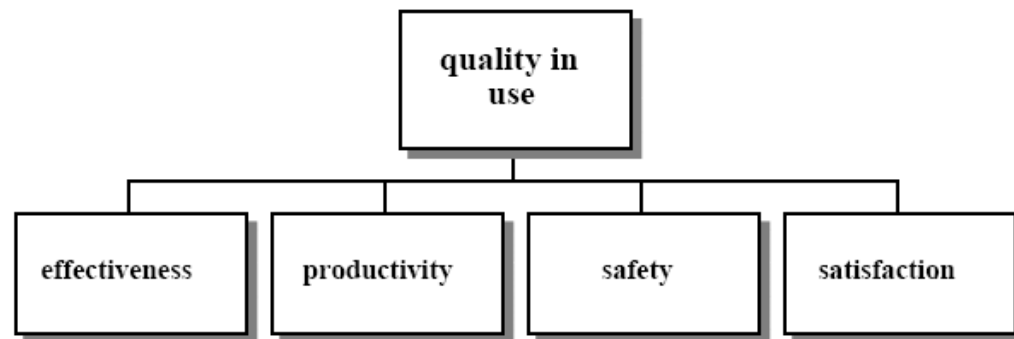 quality in
use
effectiveness
productivity
safety
satisfaction